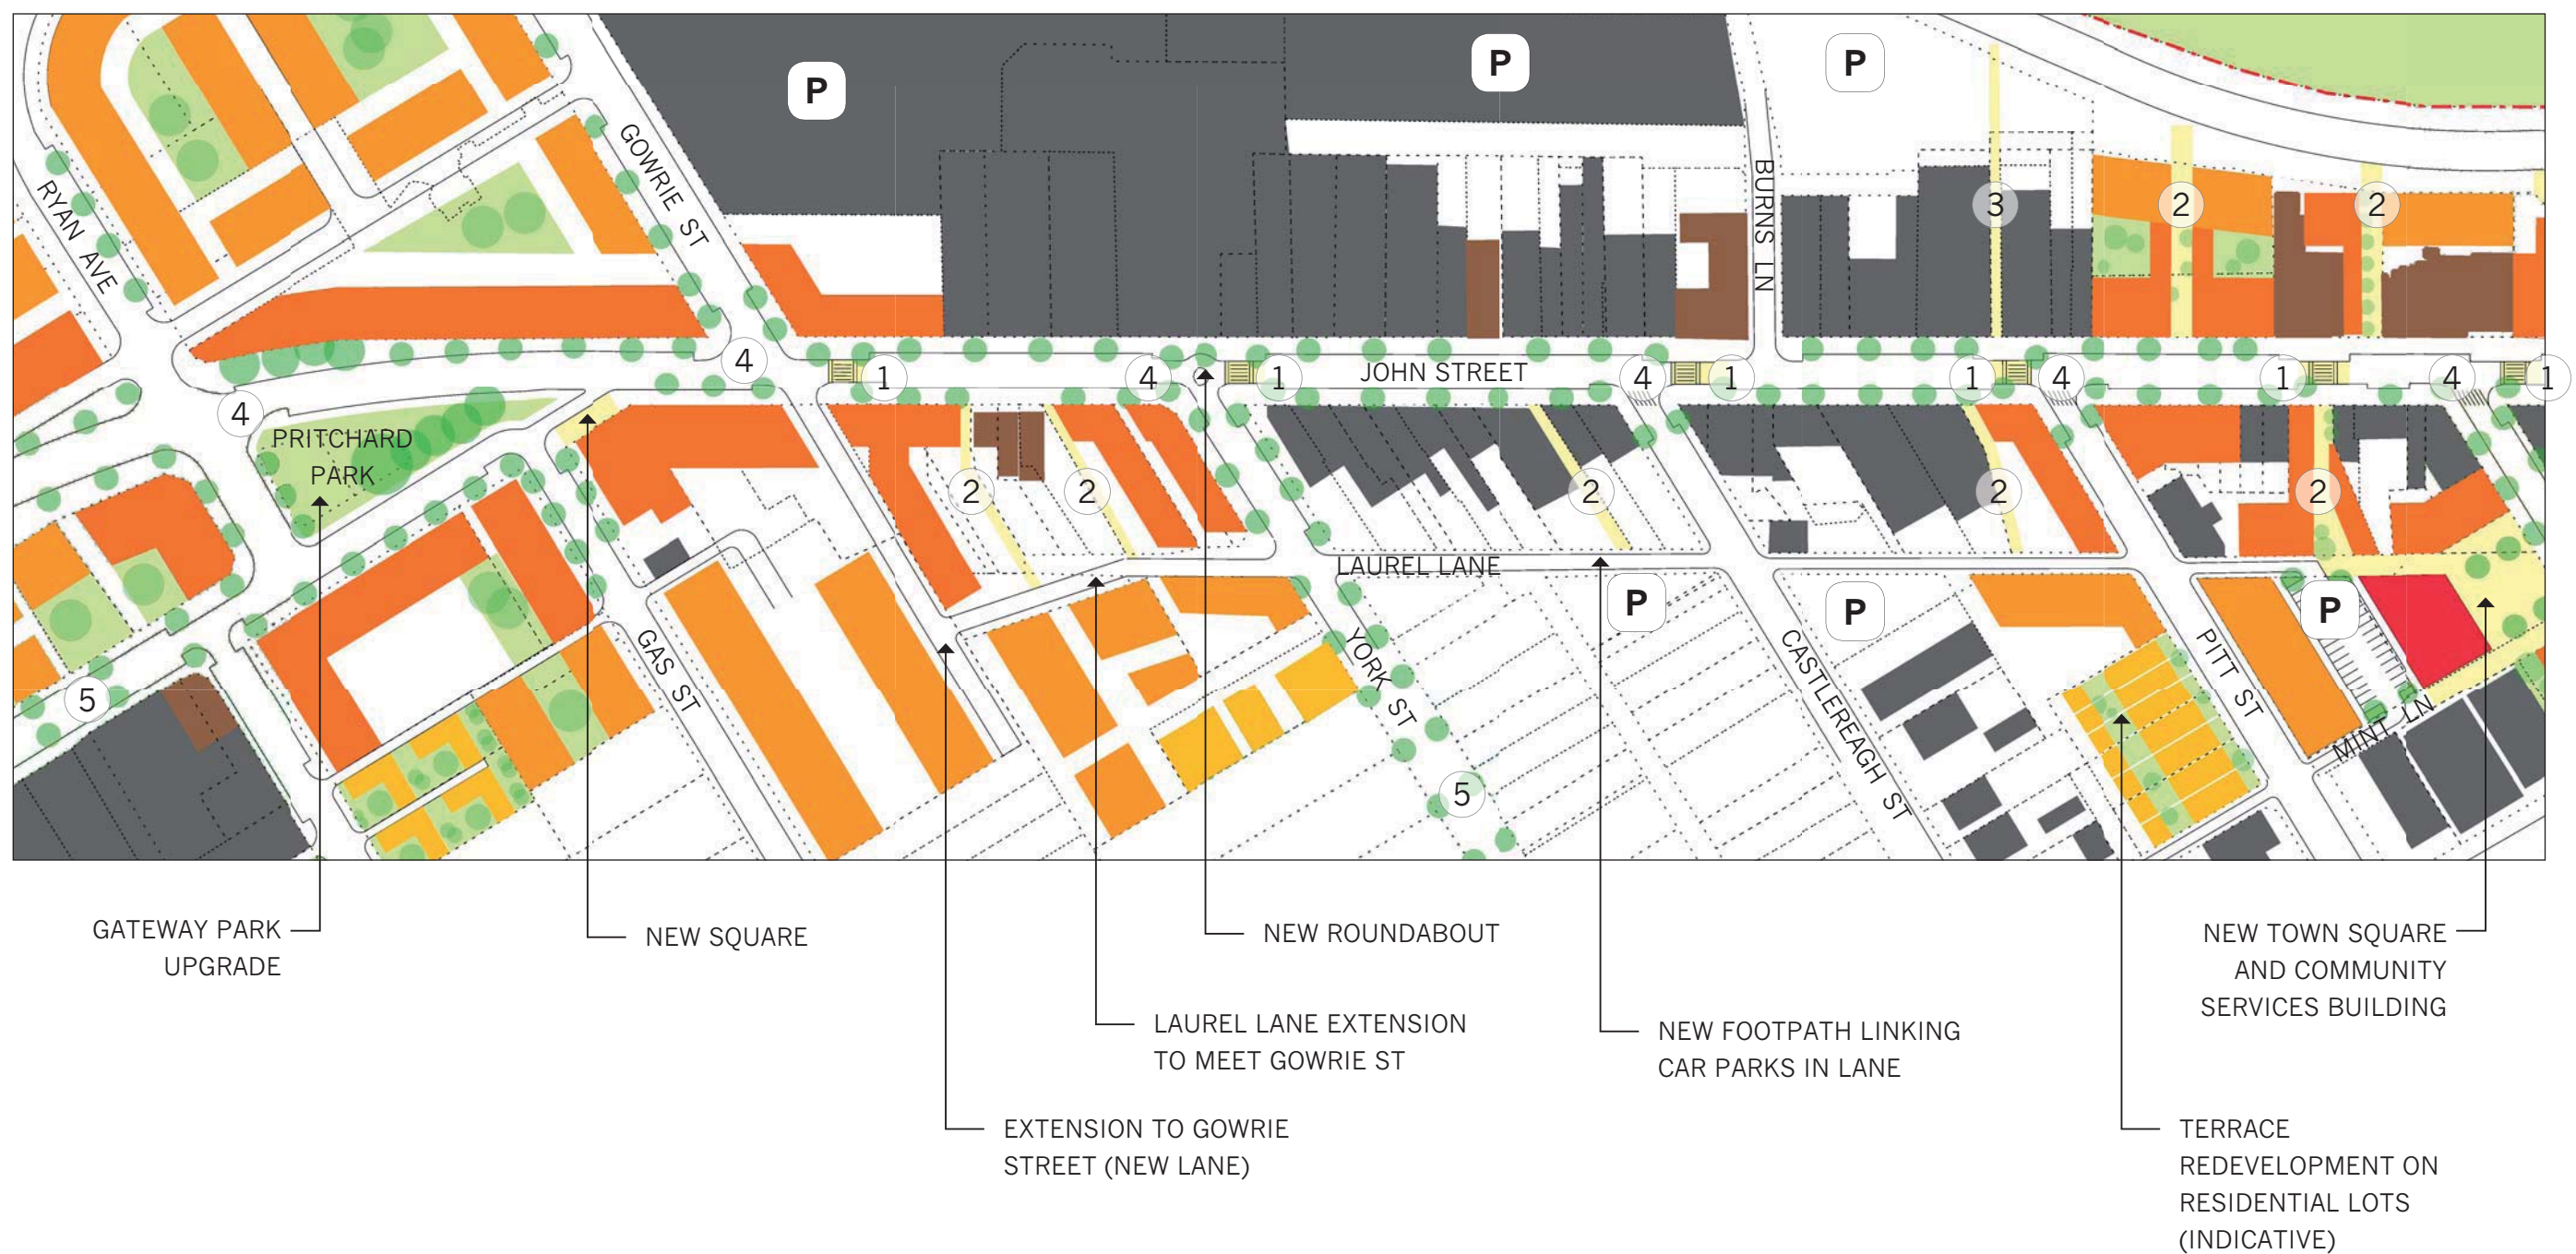 P
P
P
GOWRIE ST
RYAN AVE
BURNS LN
3
2
2
4
1
4
1
JOHN STREET
4
1
1
4
1
4
1
4
PRITCHARD
PARK
2
2
2
2
2
LAUREL LANE
P
P
P
GAS ST
YORK ST
CASTLEREAGH ST
PITT ST
MINT LN
5
5
GATEWAY PARK
UPGRADE
NEW SQUARE
NEW ROUNDABOUT
NEW TOWN SQUARE
AND COMMUNITY
SERVICES BUILDING
LAUREL LANE EXTENSION
TO MEET GOWRIE ST
NEW FOOTPATH LINKING
CAR PARKS IN LANE
EXTENSION TO GOWRIE
STREET (NEW LANE)
TERRACE
REDEVELOPMENT ON
RESIDENTIAL LOTS
(INDICATIVE)